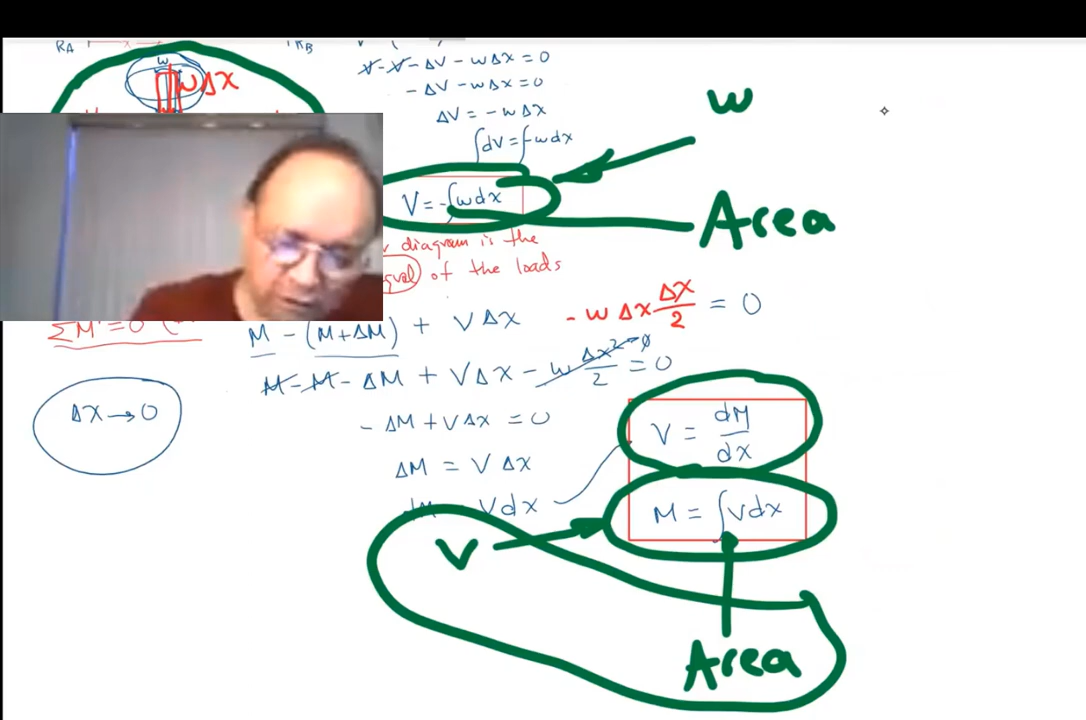 RA x RB
w
wΔx
V - V - ΔV - wΔx = 0
- ΔV - wΔx = 0
ΔV = - wΔx
∫dV = ∫-wdx
w
V = -∫wdx
Area
diagram is the
of the loads
ΣM = 0
M - (M+ΔM) + VΔx - wΔx Δx/2 = 0
M - M - ΔM + VΔx - w Δx²/2 → 0 = 0
Δx → 0
- ΔM + VΔx = 0
V = dM/dx
ΔM = VΔx
dM Vdx
M = ∫Vdx
V
Area